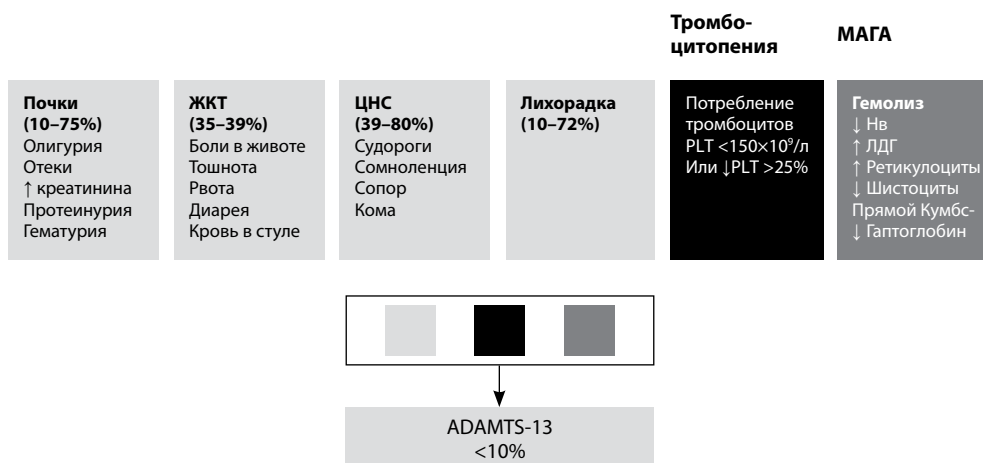 Тромбо-
цитопения
МАГА
Почки
(10–75%)
Олигурия
Отеки
↑ креатинина
Протеинурия
Гематурия
ЖКТ
(35–39%)
Боли в животе
Тошнота
Рвота
Диарея
Кровь в стуле
ЦНС
(39–80%)
Судороги
Сомноленция
Сопор
Кома
Лихорадка
(10–72%)
Потребление
тромбоцитов
PLT <150×10⁹/л
Или ↓PLT >25%
Гемолиз
↓ Нв
↑ ЛДГ
↑ Ретикулоциты
↓ Шистоциты
Прямой Кумбс-
↓ Гаптоглобин
ADAMTS-13
<10%